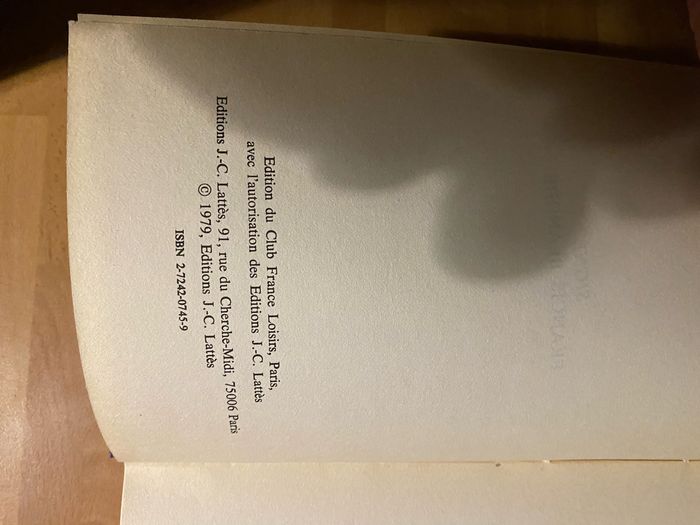 Edition du Club France Loisirs, Paris,
avec l'autorisation des Editions J.-C. Lattès
Editions J.-C. Lattès, 91, rue du Cherche-Midi, 75006 Paris
© 1979, Editions J.-C. Lattès
ISBN 2-7242-0745-9